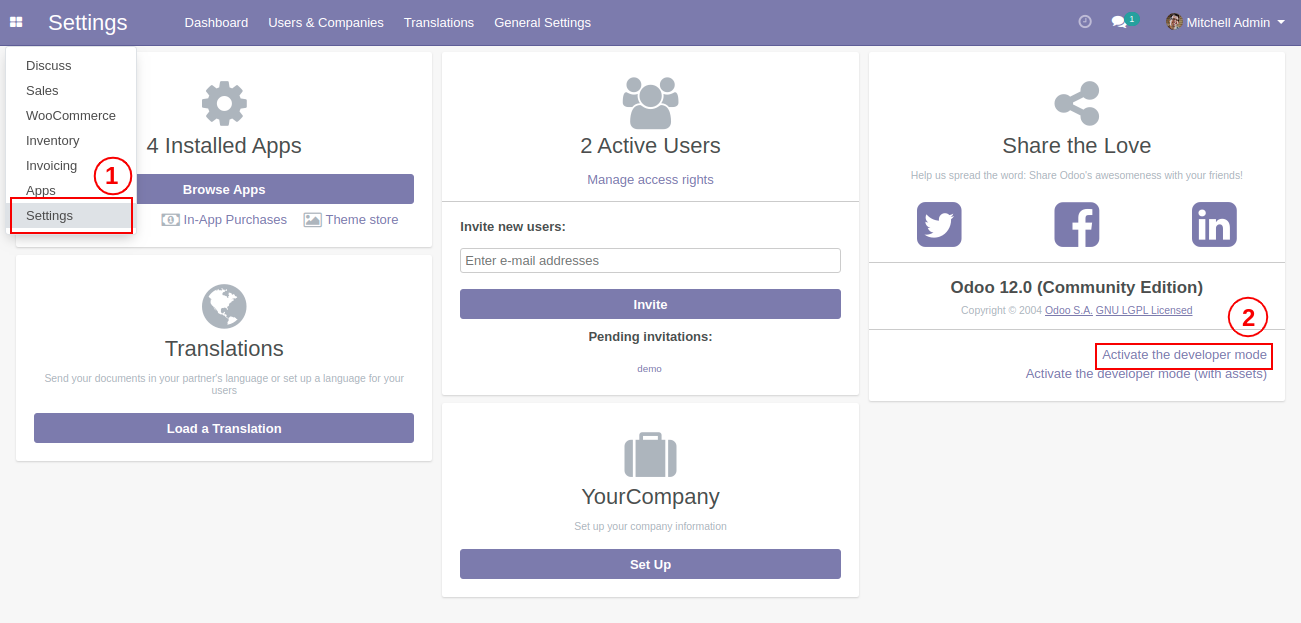 Settings
Dashboard
Users & Companies
Translations
General Settings
1
Mitchell Admin
Discuss
Sales
WooCommerce
Inventory
Invoicing
Apps
Settings
1
4 Installed Apps
Browse Apps
In-App Purchases
Theme store
Translations
Send your documents in your partner's language or set up a language for your
users
Load a Translation
2 Active Users
Manage access rights
Invite new users:
Enter e-mail addresses
Invite
Pending invitations:
demo
YourCompany
Set up your company information
Set Up
Share the Love
Help us spread the word: Share Odoo's awesomeness with your friends!
Odoo 12.0 (Community Edition)
Copyright © 2004 Odoo S.A. GNU LGPL Licensed
2
Activate the developer mode
Activate the developer mode (with assets)